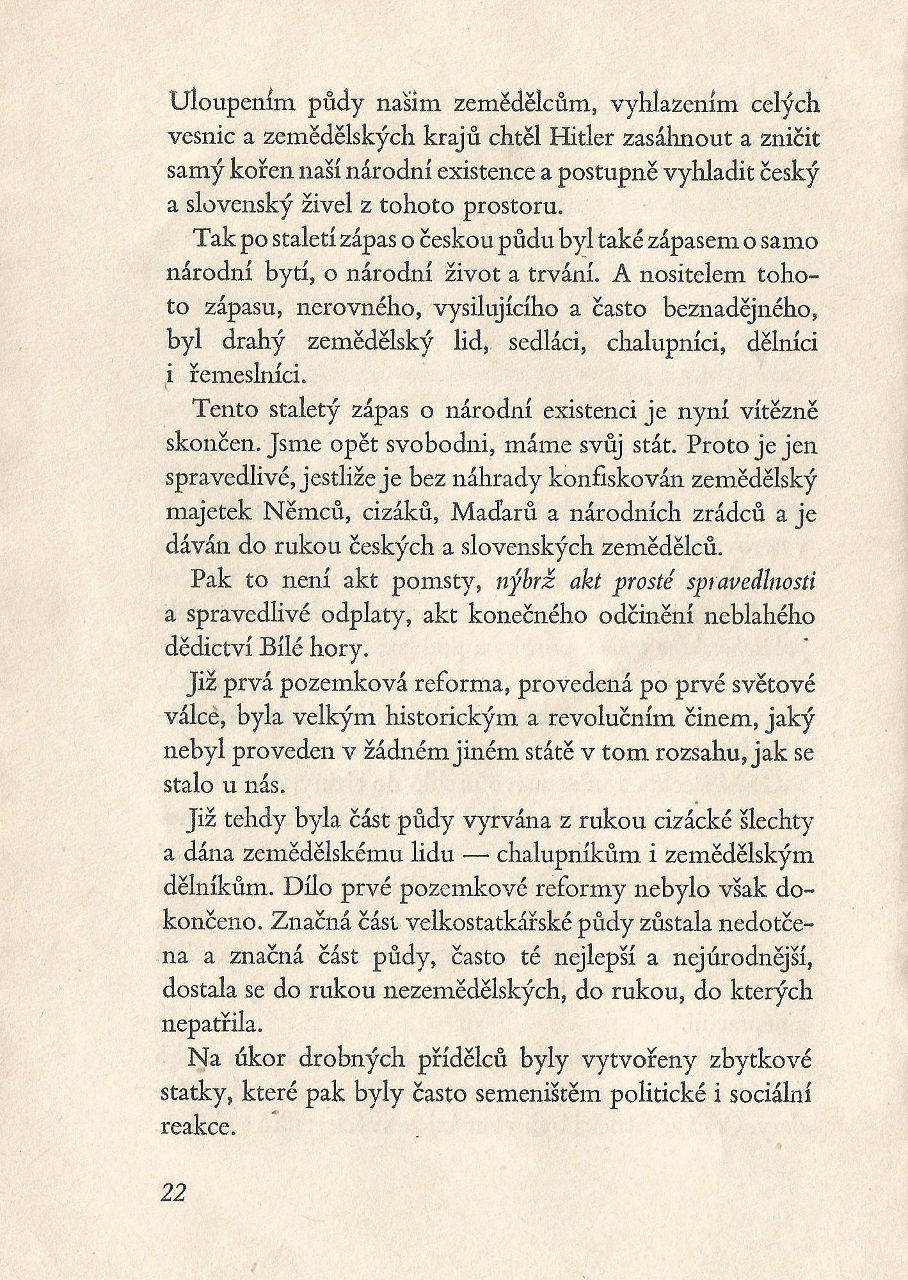 Uloupením půdy našim zemědělcům, vyhlazením celých
vesnic a zemědělských krajů chtěl Hitler zasáhnout a zničit
samý kořen naší národní existence a postupně vyhladit český
a slovenský živel z tohoto prostoru.
Tak po staletí zápas o českou půdu byl také zápasem o samo
národní bytí, o národní život a trvání. A nositelem toho-
to zápasu, nerovného, vysilujícího a často beznadějného,
byl drahý zemědělský lid, sedláci, chalupníci, dělníci
i řemeslníci.
Tento staletý zápas o národní existenci je nyní vítězně
skončen. Jsme opět svobodni, máme svůj stát. Proto je jen
spravedlivé, jestliže je bez náhrady konfiskován zemědělský
majetek Němců, cizáků, Maďarů a národních zrádců a je
dáván do rukou českých a slovenských zemědělců.
Pak to není akt pomsty, nýbrž akt prosté spravedlnosti
a spravedlivé odplaty, akt konečného odčinění neblahého
dědictví Bílé hory.
Již prvá pozemková reforma, provedená po prvé světové
válce, byla velkým historickým a revolučním činem, jaký
nebyl proveden v žádném jiném státě v tom rozsahu, jak se
stalo u nás.
Již tehdy byla část půdy vyrvána z rukou cizácké šlechty
a dána zemědělskému lidu — chalupníkům i zemědělským
dělníkům. Dílo prvé pozemkové reformy nebylo však do-
končeno. Značná část velkostatkářské půdy zůstala nedotče-
na a značná část půdy, často té nejlepší a nejúrodnější,
dostala se do rukou nezemědělských, do rukou, do kterých
nepatřila.
Na úkor drobných přídělců byly vytvořeny zbytkové
statky, které pak byly často semeništěm politické i sociální
reakce.
22